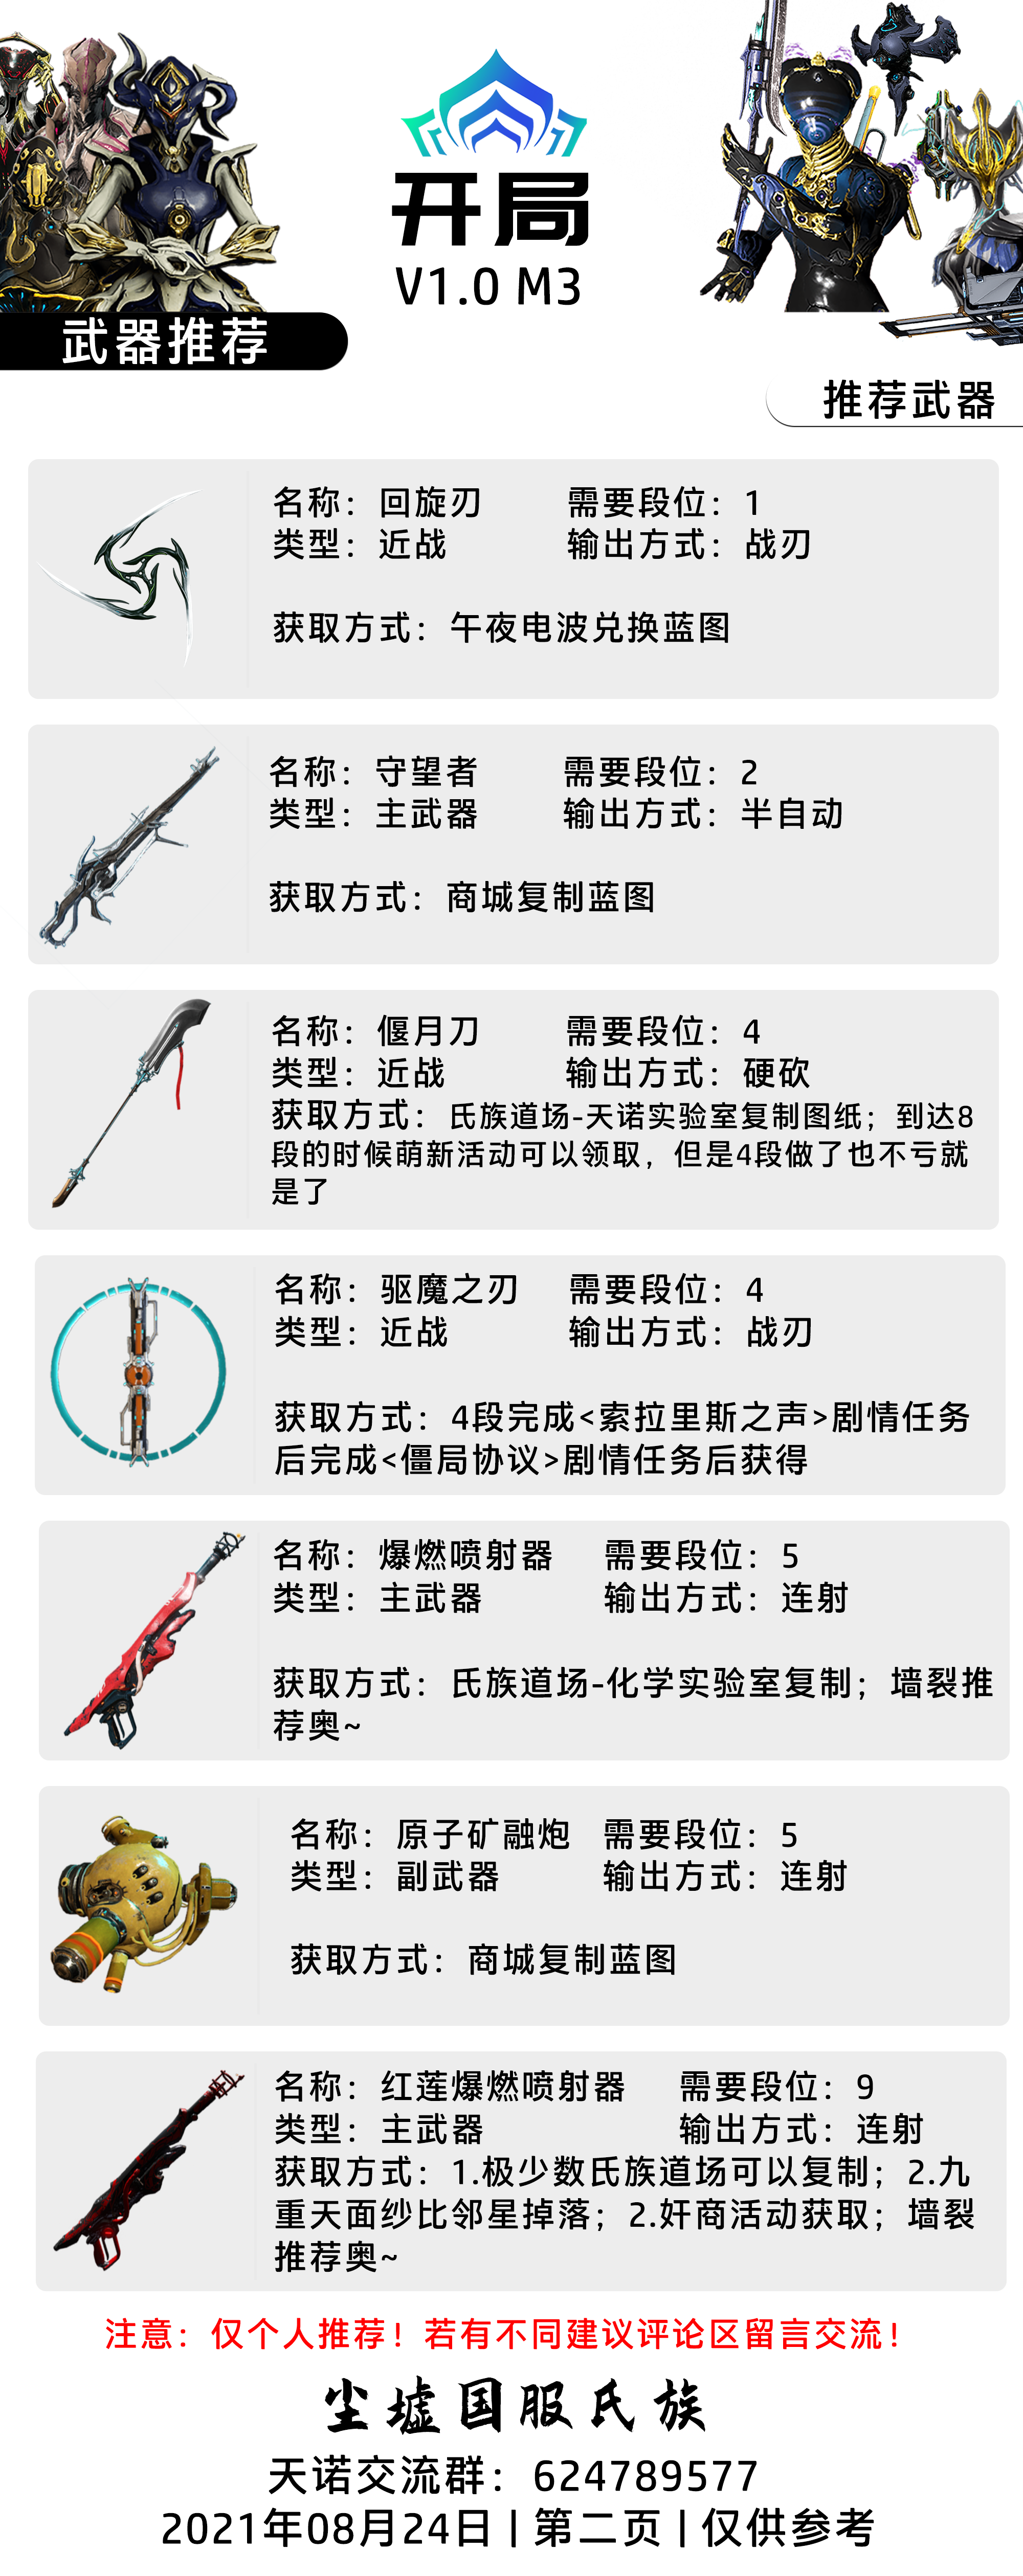 开局
V1.0 M3
武器推荐
推荐武器
名称：回旋刃 需要段位：1
类型：近战 输出方式：战刃
获取方式：午夜电波兑换蓝图
名称：守望者 需要段位：2
类型：主武器 输出方式：半自动
获取方式：商城复制蓝图
名称：偃月刀 需要段位：4
类型：近战 输出方式：硬砍
获取方式：氏族道场-天诺实验室复制图纸；到达8
段的时候萌新活动可以领取，但是4段做了也不亏就
是了
名称：驱魔之刃 需要段位：4
类型：近战 输出方式：战刃
获取方式：4段完成<索拉里斯之声>剧情任务
后完成<僵局协议>剧情任务后获得
名称：爆燃喷射器 需要段位：5
类型：主武器 输出方式：连射
获取方式：氏族道场-化学实验室复制；墙裂推
荐奥~
名称：原子矿融炮 需要段位：5
类型：副武器 输出方式：连射
获取方式：商城复制蓝图
名称：红莲爆燃喷射器 需要段位：9
类型：主武器 输出方式：连射
获取方式：1.极少数氏族道场可以复制；2.九
重天面纱比邻星掉落；2.奸商活动获取；墙裂
推荐奥~
注意：仅个人推荐！若有不同建议评论区留言交流！
尘墟国服氏族
天诺交流群：624789577
2021年08月24日 | 第二页 | 仅供参考